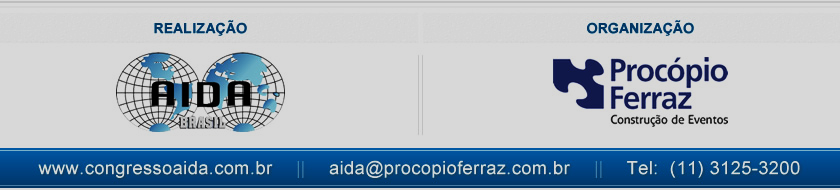 REALIZAÇÃO
AIDA
BRASIL
ORGANIZAÇÃO
Procópio
Ferraz
Construção de Eventos
www.congressoaida.com.br || aida@procopioferraz.com.br || Tel: (11) 3125-3200